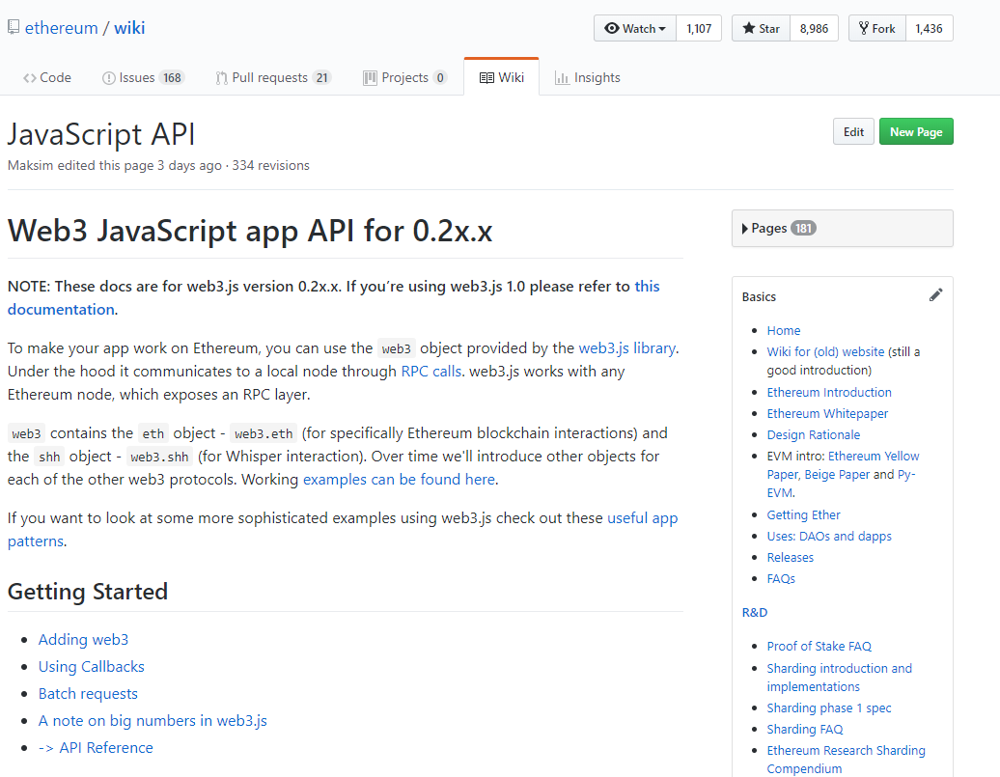 ethereum / wiki
Watch 1,107 Star 8,986 Fork 1,436
Code Issues 168 Pull requests 21 Projects 0 Wiki Insights
JavaScript API
Edit New Page
Maksim edited this page 3 days ago · 334 revisions
Web3 JavaScript app API for 0.2x.x
NOTE: These docs are for web3.js version 0.2x.x. If you’re using web3.js 1.0 please refer to this
documentation.
To make your app work on Ethereum, you can use the web3 object provided by the web3.js library.
Under the hood it communicates to a local node through RPC calls. web3.js works with any
Ethereum node, which exposes an RPC layer.
web3 contains the eth object - web3.eth (for specifically Ethereum blockchain interactions) and
the shh object - web3.shh (for Whisper interaction). Over time we'll introduce other objects for
each of the other web3 protocols. Working examples can be found here.
If you want to look at some more sophisticated examples using web3.js check out these useful app
patterns.
Getting Started
Adding web3
Using Callbacks
Batch requests
A note on big numbers in web3.js
-> API Reference
Pages 181
Basics
Home
Wiki for (old) website (still a
good introduction)
Ethereum Introduction
Ethereum Whitepaper
Design Rationale
EVM intro: Ethereum Yellow
Paper, Beige Paper and Py-
EVM.
Getting Ether
Uses: DAOs and dapps
Releases
FAQs
R&D
Proof of Stake FAQ
Sharding introduction and
implementations
Sharding phase 1 spec
Sharding FAQ
Ethereum Research Sharding
Compendium